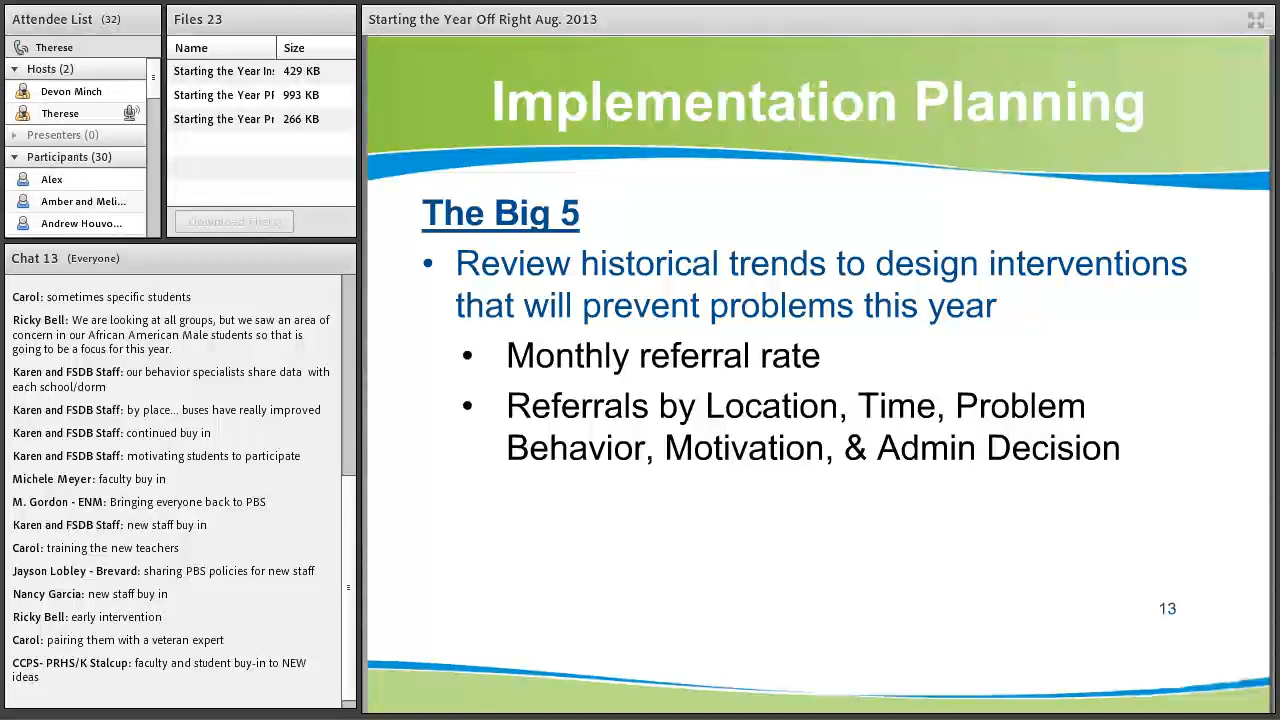 Attendee List (32)
Therese
Hosts (2)
Devon Minch
Therese
Presenters (0)
Participants (30)
Alex
Amber and Meli...
Andrew Houvo...
Files 23
Name Size
Starting the Year In: 429 KB
Starting the Year PF 993 KB
Starting the Year Pr 266 KB
Download File(s)
Chat 13 (Everyone)
Carol: sometimes specific students
Ricky Bell: We are looking at all groups, but we saw an area of
concern in our African American Male students so that is
going to be a focus for this year.
Karen and FSDB Staff: our behavior specialists share data with
each school/dorm
Karen and FSDB Staff: by place... buses have really improved
Karen and FSDB Staff: continued buy in
Karen and FSDB Staff: motivating students to participate
Michele Meyer: faculty buy in
M. Gordon - ENM: Bringing everyone back to PBS
Karen and FSDB Staff: new staff buy in
Carol: training the new teachers
Jayson Lobley - Brevard: sharing PBS policies for new staff
Nancy Garcia: new staff buy in
Ricky Bell: early intervention
Carol: pairing them with a veteran expert
CCPS- PRHS/K Stalcup: faculty and student buy-in to NEW
ideas
Starting the Year Off Right Aug. 2013
Implementation Planning
The Big 5
• Review historical trends to design interventions
that will prevent problems this year
• Monthly referral rate
• Referrals by Location, Time, Problem
Behavior, Motivation, & Admin Decision
13